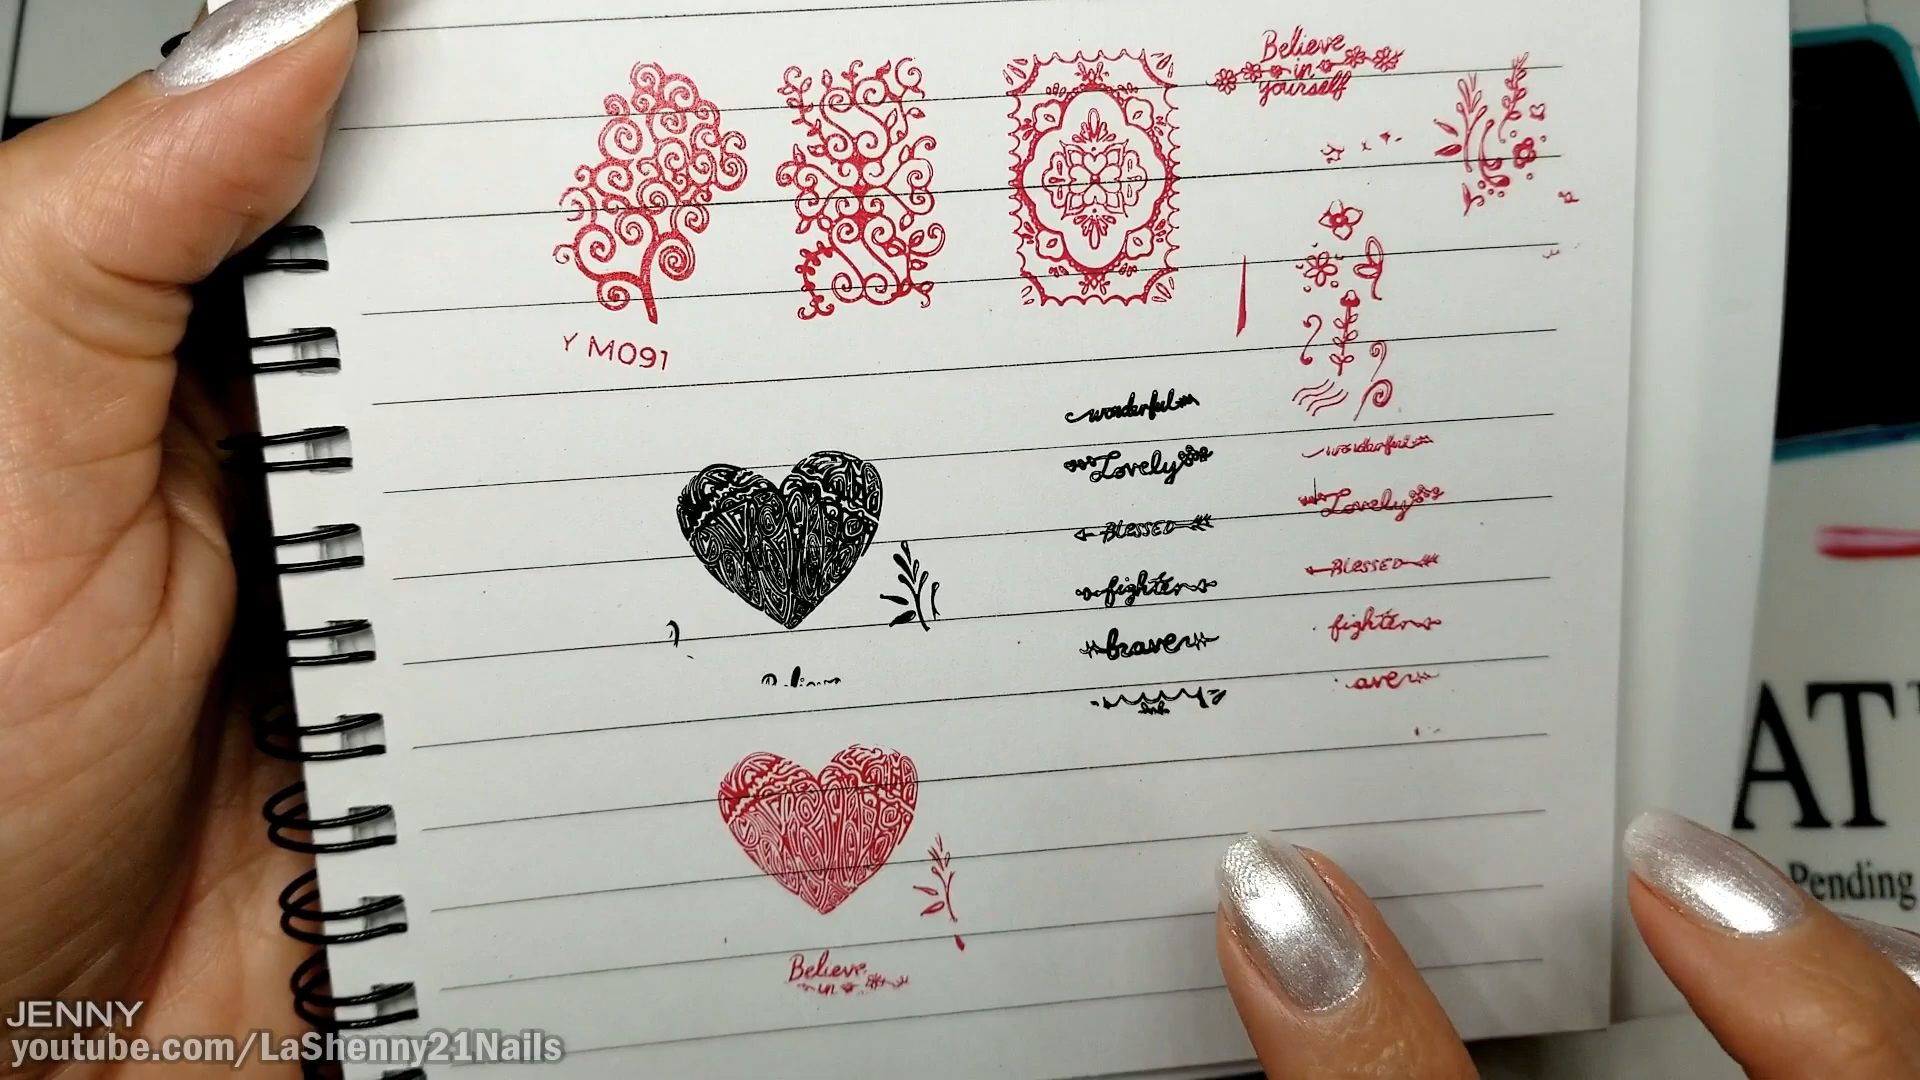 Believe
in
yourself
Y M091
wonderful
Lovely
BLESSED
fighter
brave
wonderful
Lovely
BLESSED
fighter
ave
Believe
in
AT
Pending
JENNY
youtube.com/LaShenny21Nails